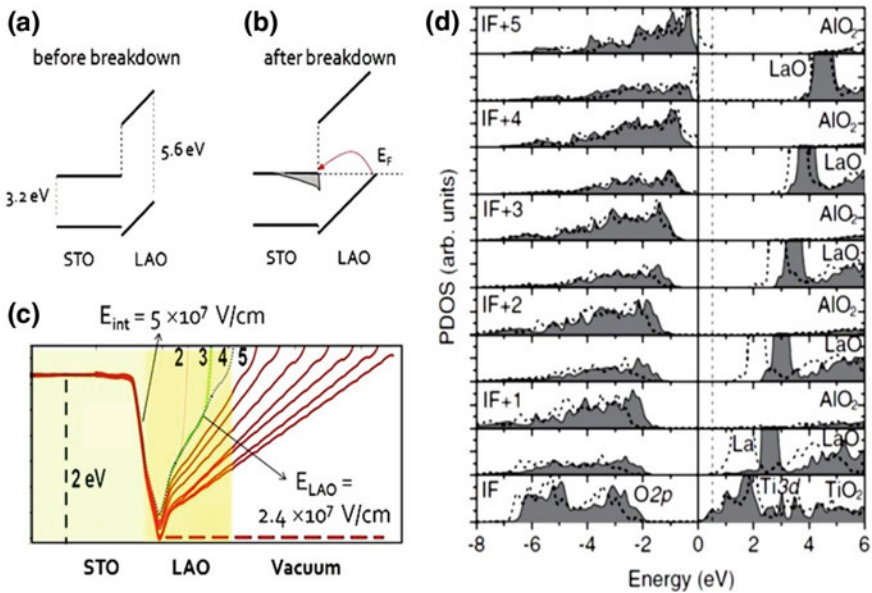 (a)
before breakdown
3.2 eV
5.6 eV
STO LAO
(b)
after breakdown
E_F
STO LAO
(c)
E_int = 5 ×10⁷ V/cm
2 3 4 5
2 eV
E_LAO =
2.4 ×10⁷ V/cm
STO LAO Vacuum
(d)
PDOS (arb. units)
IF+5 AlO₂
LaO
IF+4 AlO₂
LaO
IF+3 AlO₂
LaO
IF+2 AlO₂
LaO
IF+1 AlO₂
La LaO
IF O2p Ti3d TiO₂
-8 -6 -4 -2 0 2 4 6
Energy (eV)